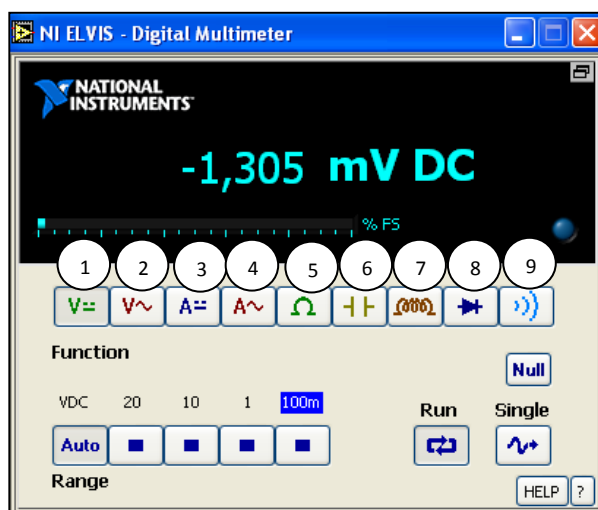 NI ELVIS - Digital Multimeter
NATIONAL
INSTRUMENTS
-1,305 mV DC
% FS
1 2 3 4 5 6 7 8 9
V V A A Ω
Function
Null
VDC 20 10 1 100m
Run Single
Auto
Range
HELP ?